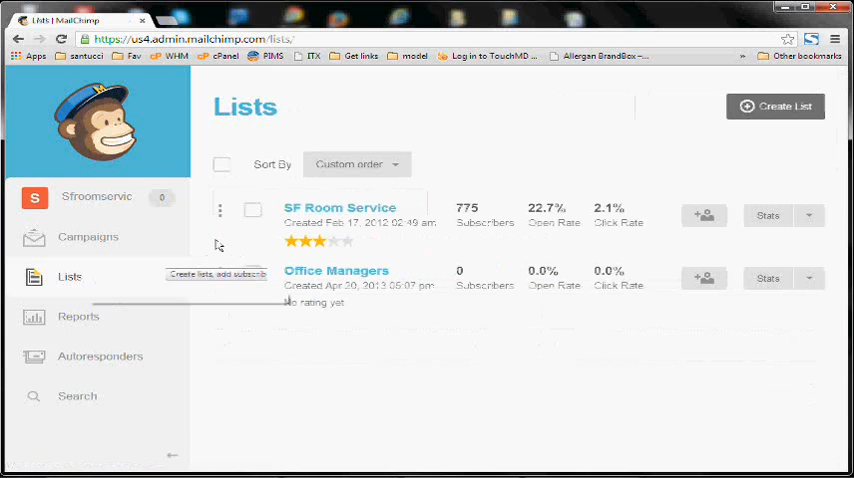 Lists | MailChimp
https://us4.admin.mailchimp.com/lists/
Apps santucci Fav cP WHM cP cPanel PIMS ITX Get links model Log in to TouchMD ... Allergan BrandBox –... » Other bookmarks
Lists
Create List
Sort By Custom order
S Sfroomservic 0
SF Room Service 775 22.7% 2.1%
Created Feb 17, 2012 02:49 am Subscribers Open Rate Click Rate
Stats
Campaigns
Lists
Create lists, add subscrib
Office Managers 0 0.0% 0.0%
Created Apr 20, 2013 05:07 pm Subscribers Open Rate Click Rate
Stats
No rating yet
Reports
Autoresponders
Search